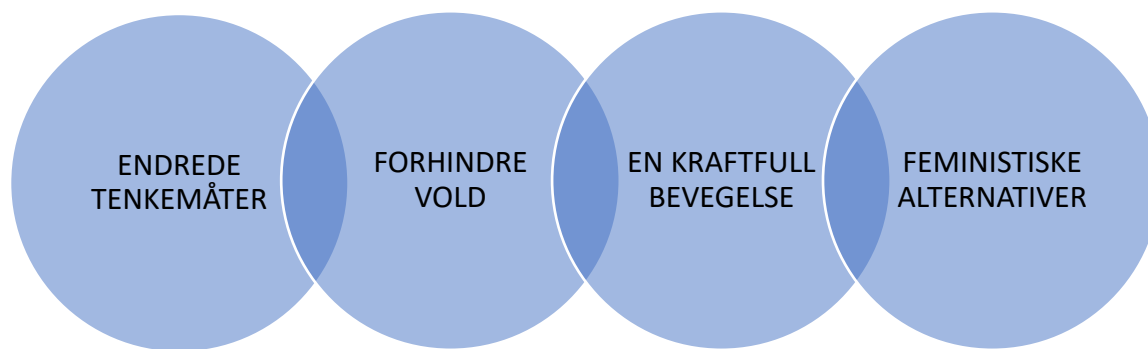 ENDREDE
TENKEMÅTER
FORHINDRE
VOLD
EN KRAFTFULL
BEVEGELSE
FEMINISTISKE
ALTERNATIVER